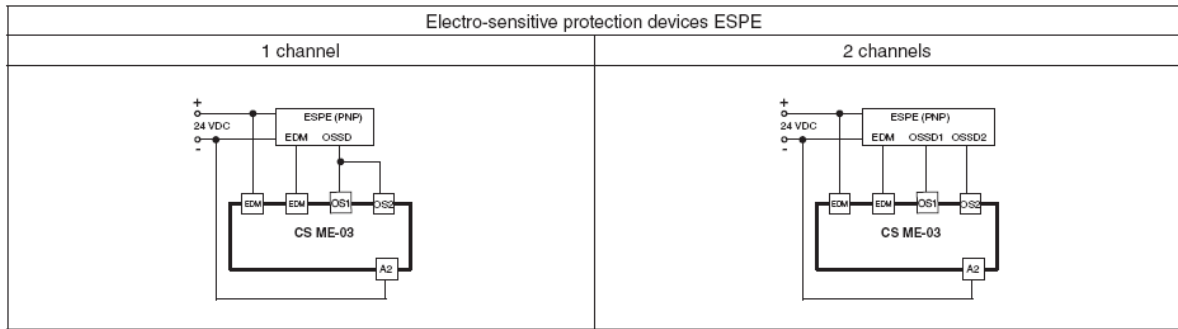 Electro-sensitive protection devices ESPE
1 channel
2 channels
+
24 VDC
-
ESPE (PNP)
EDM OSSD
EDM EDM OS1 OS2
CS ME-03
A2
+
24 VDC
-
ESPE (PNP)
EDM OSSD1 OSSD2
EDM EDM OS1 OS2
CS ME-03
A2